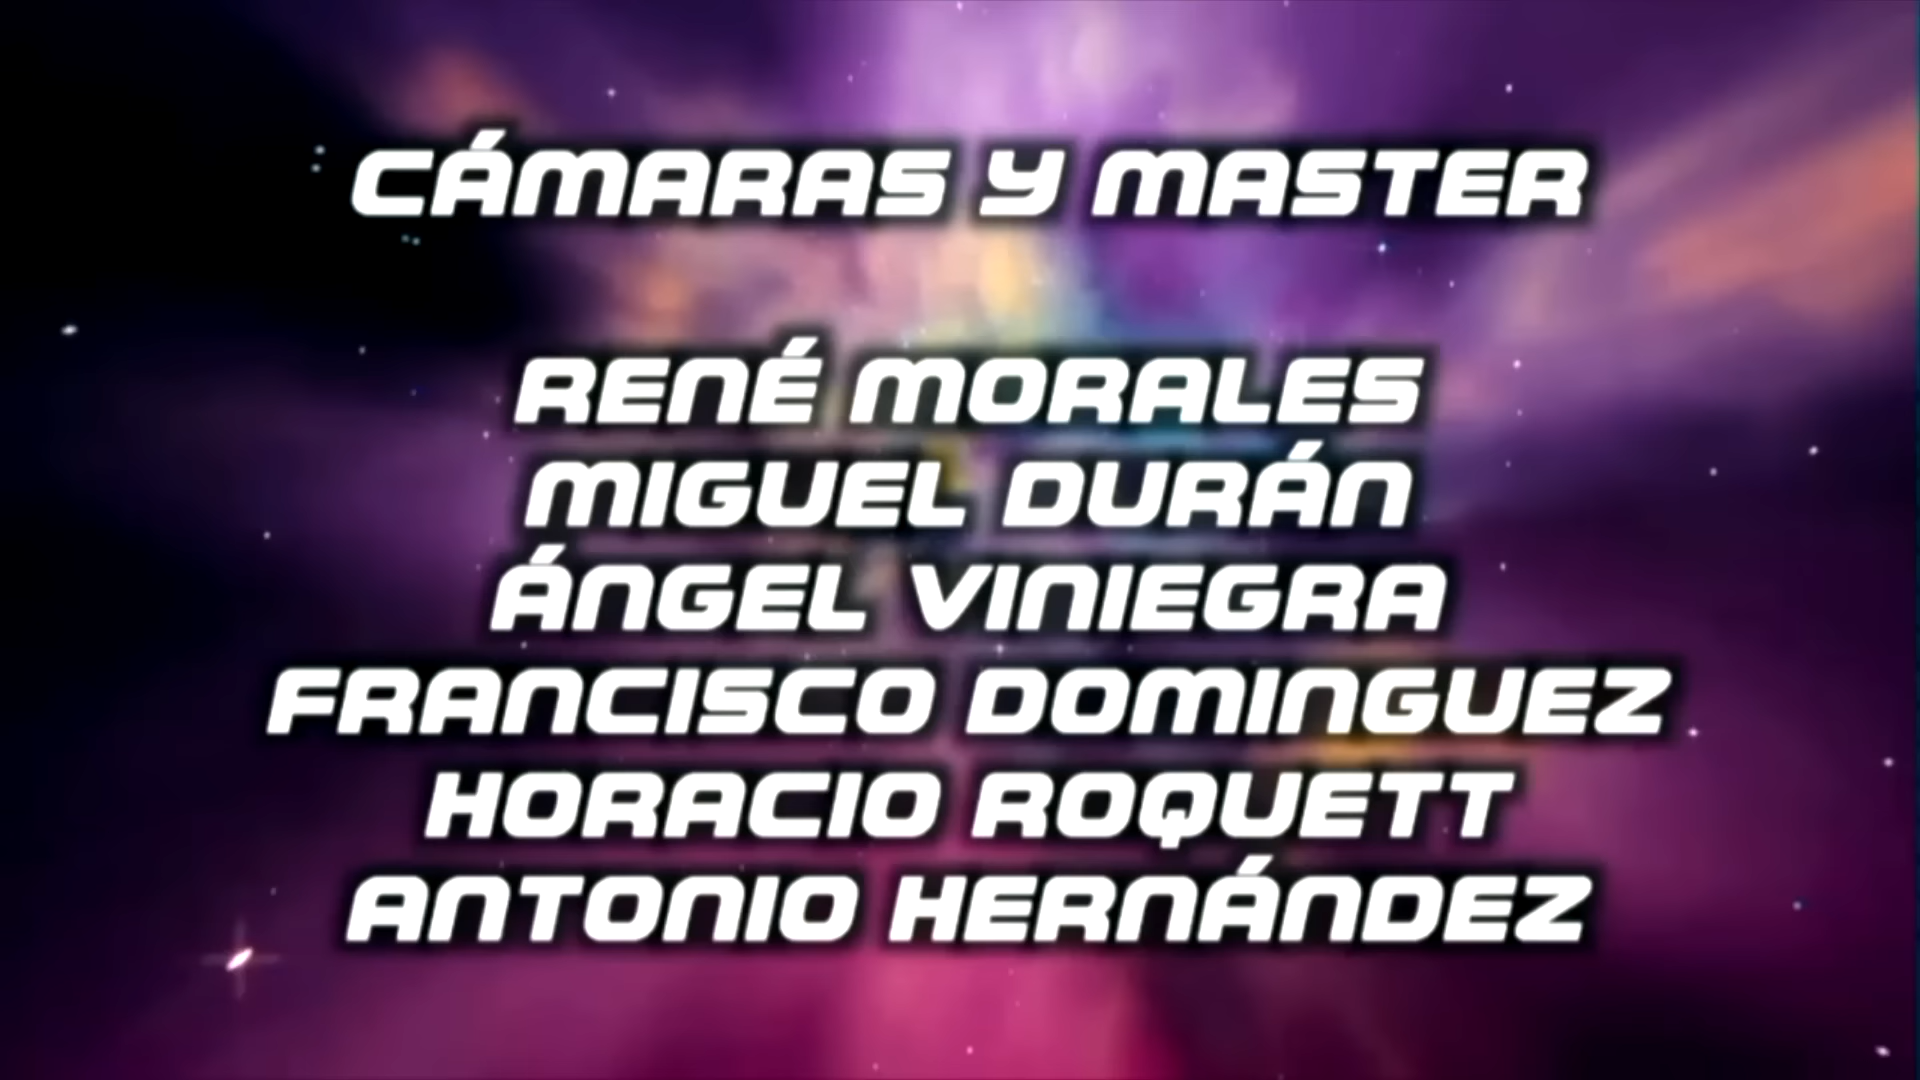 CÁMARAS Y MASTER
RENÉ MORALES
MIGUEL DURÁN
ÁNGEL VINIEGRA
FRANCISCO DOMINGUEZ
HORACIO ROQUETT
ANTONIO HERNÁNDEZ